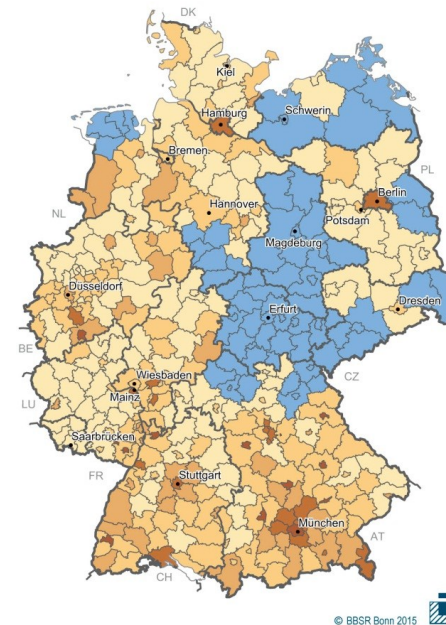 DK
Kiel
Hamburg
Schwerin
Bremen
PL
Berlin
NL
Hannover
Potsdam
Magdeburg
Düsseldorf
Erfurt
Dresden
BE
CZ
Wiesbaden
LU
Mainz
Saarbrücken
FR
Stuttgart
München
AT
CH
© BBSR Bonn 2015